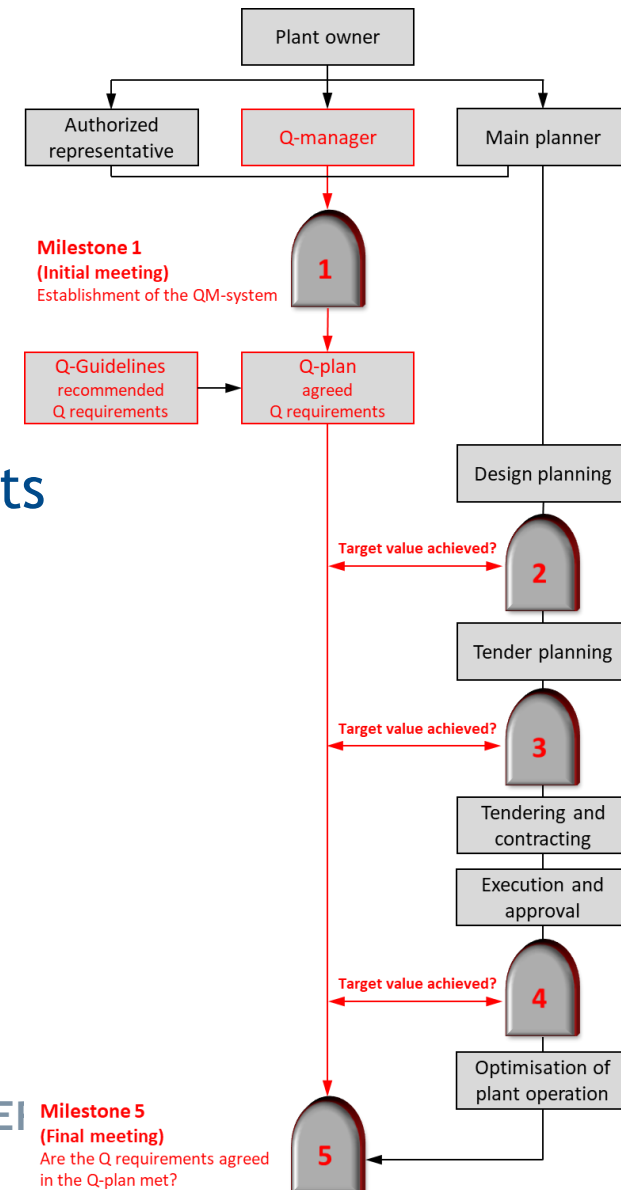 Plant owner
Authorized
representative
Q-manager
Main planner
Milestone 1
(Initial meeting)
Establishment of the QM-system
1
Q-Guidelines
recommended
Q requirements
Q-plan
agreed
Q requirements
ts
Design planning
Target value achieved?
2
Tender planning
Target value achieved?
3
Tendering and
contracting
Execution and
approval
Target value achieved?
4
Optimisation of
plant operation
Milestone 5
(Final meeting)
Are the Q requirements agreed
in the Q-plan met?
5